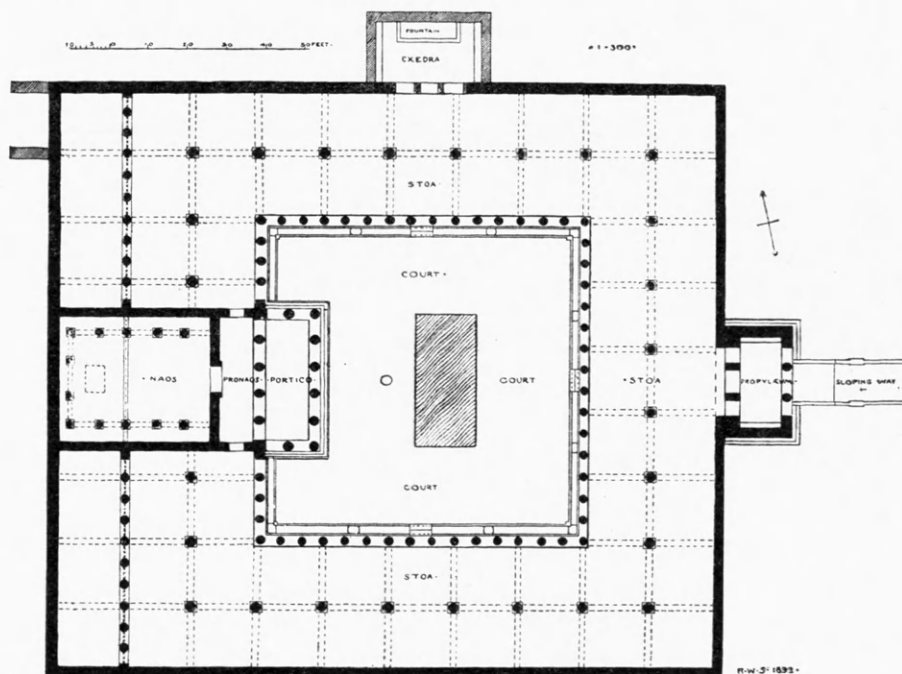 FOUNTAIN
EXEDRA
50 FEET.
STOA.
COURT.
NAOS
PRONAOS
PORTICO.
COURT
STOA
PROPYLÆUM
SLOPING WAY
COURT
STOA.
R.W.S. 1892.